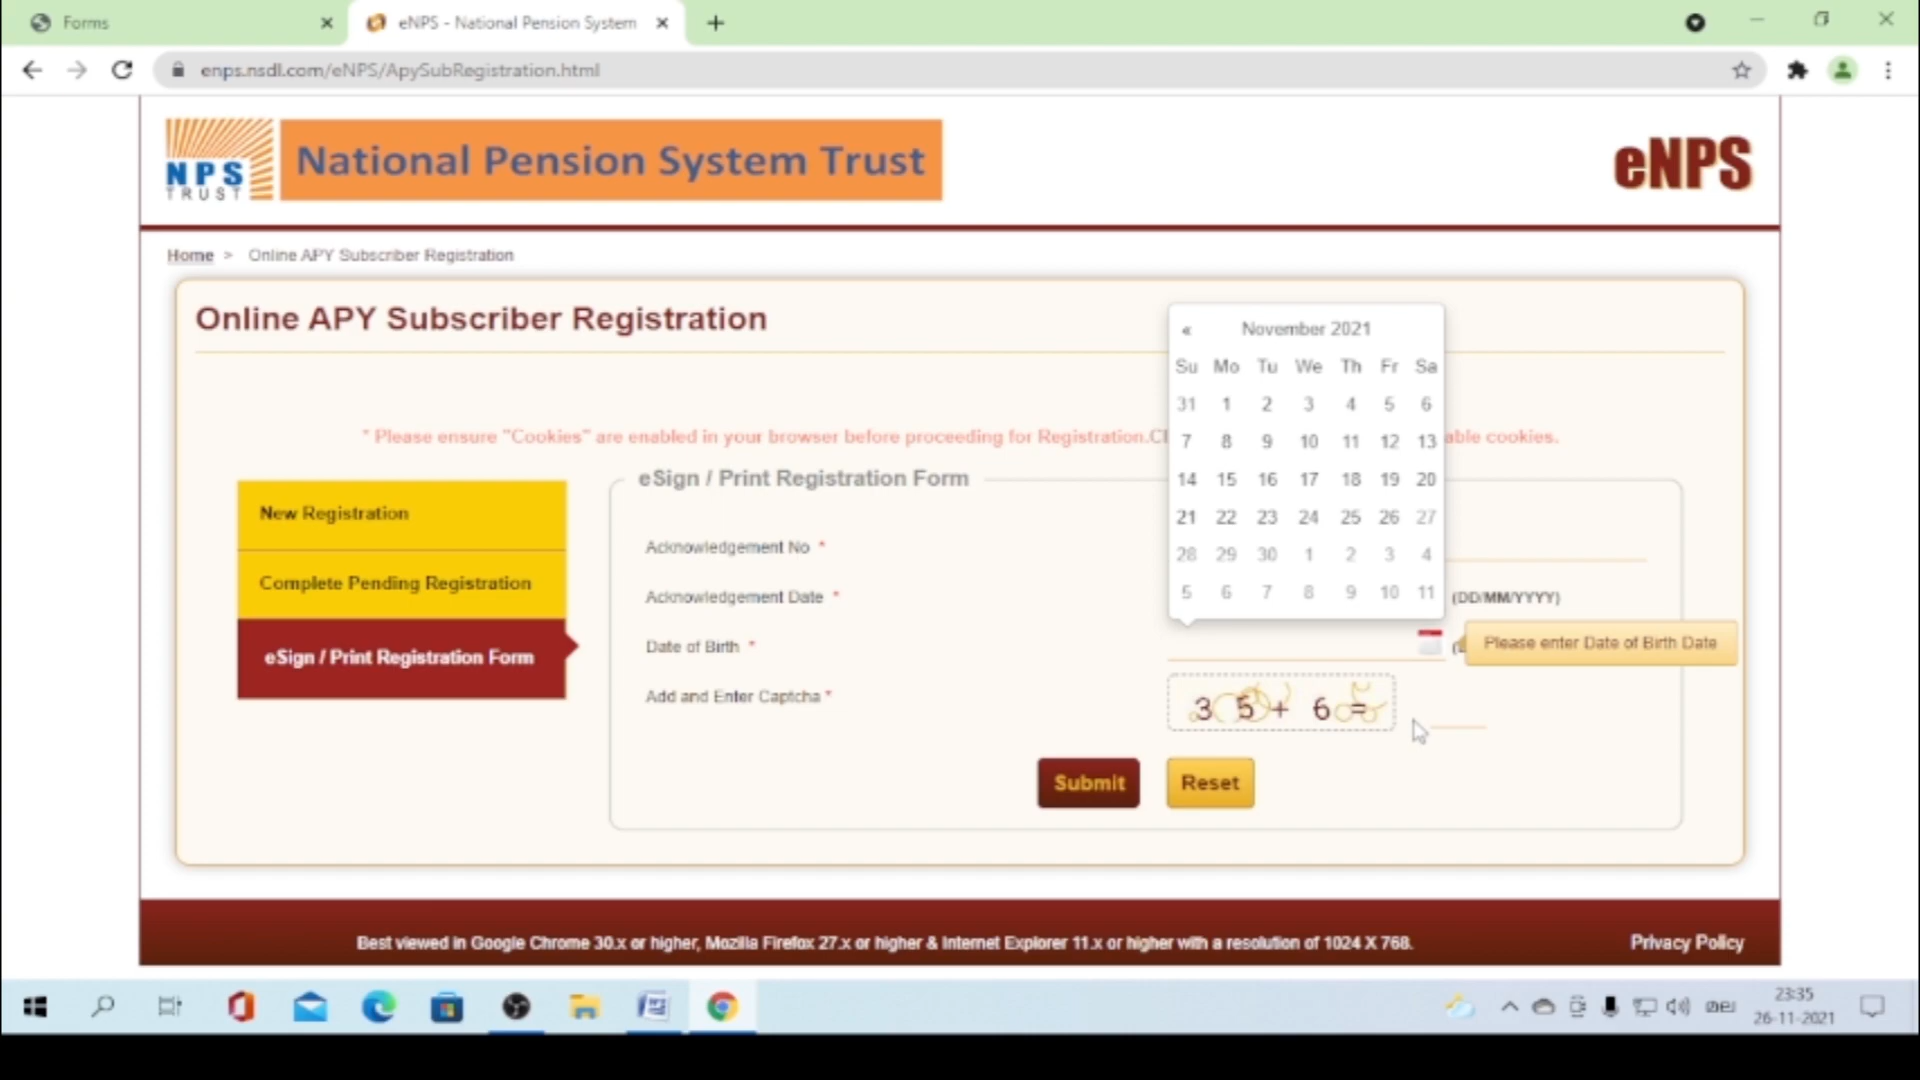 Forms
eNPS - National Pension System
enps.nsdl.com/eNPS/ApySubRegistration.html
NPS
TRUST
National Pension System Trust
eNPS
Home > Online APY Subscriber Registration
Online APY Subscriber Registration
« November 2021
Su Mo Tu We Th Fr Sa
31 1 2 3 4 5 6
7 8 9 10 11 12 13
14 15 16 17 18 19 20
21 22 23 24 25 26 27
28 29 30 1 2 3 4
5 6 7 8 9 10 11
* Please ensure "Cookies" are enabled in your browser before proceeding for Registration. able cookies.
New Registration
Complete Pending Registration
eSign / Print Registration Form
eSign / Print Registration Form
Acknowledgement No *
Acknowledgement Date * (DD/MM/YYYY)
Date of Birth *
Please enter Date of Birth Date
Add and Enter Captcha *
3 5 + 6 =
Submit
Reset
Best viewed in Google Chrome 30.x or higher, Mozilla Firefox 27.x or higher & Internet Explorer 11.x or higher with a resolution of 1024 X 768.
Privacy Policy
23:35
26-11-2021